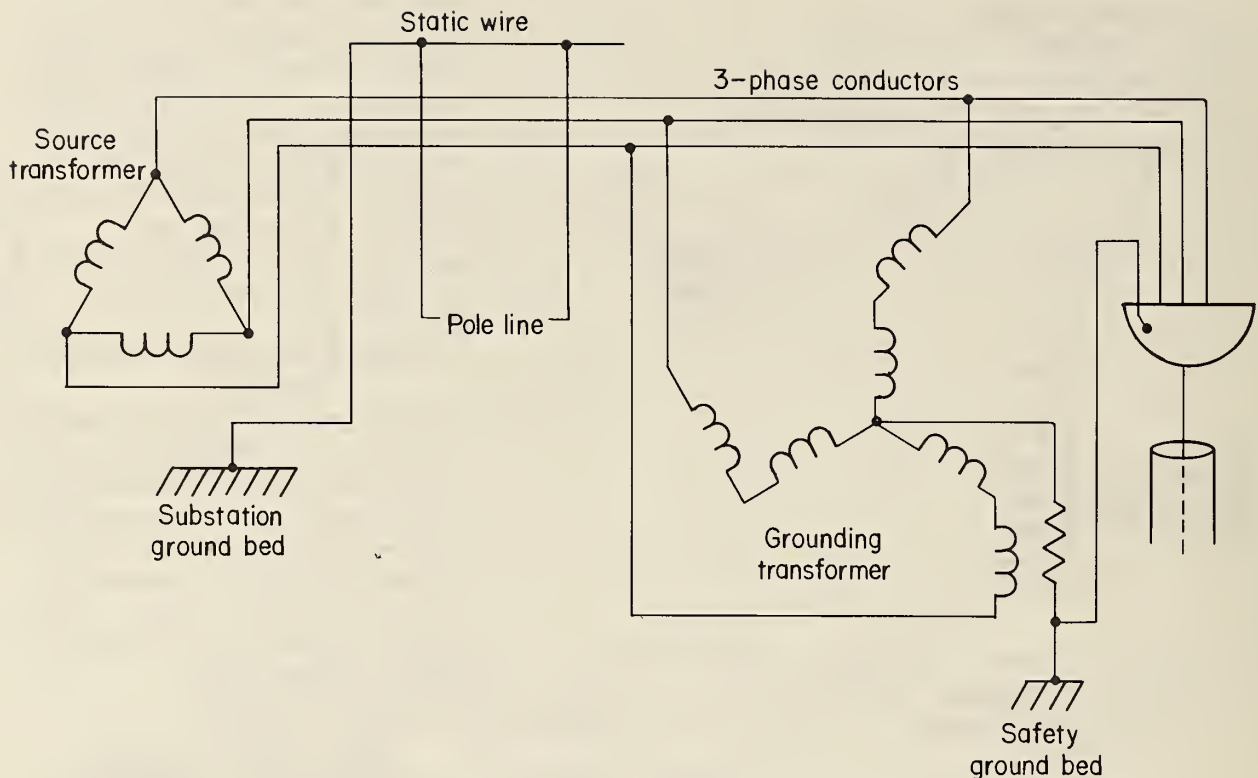 Static wire
3-phase conductors
Source
transformer
Pole line
Substation
ground bed
Grounding
transformer
Safety
ground bed